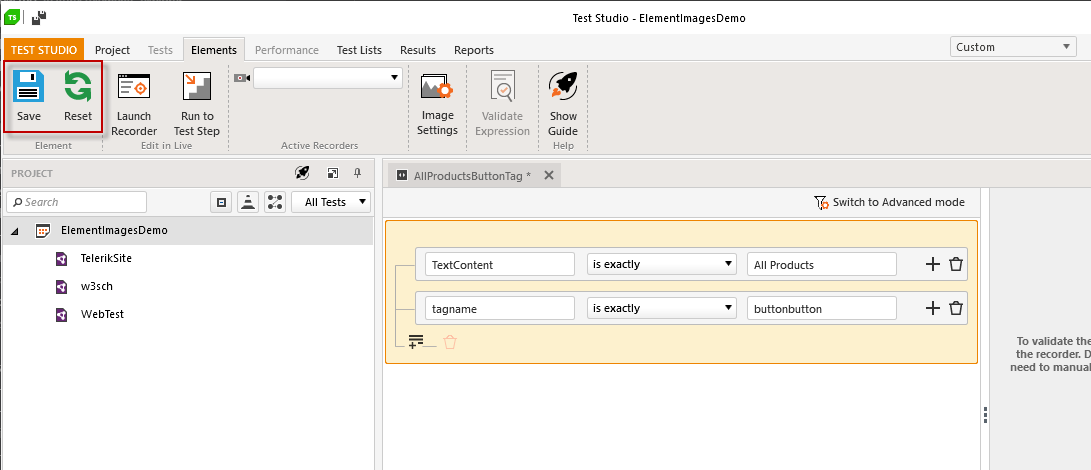 TS
Test Studio - ElementImagesDemo
TEST STUDIO Project Tests Elements Performance Test Lists Results Reports Custom
Save Reset Launch Recorder Run to Test Step Image Settings Validate Expression Show Guide
Element Edit in Live Active Recorders Help
PROJECT
AllProductsButtonTag *
Search All Tests
Switch to Advanced mode
ElementImagesDemo
TelerikSite
w3sch
WebTest
TextContent is exactly All Products
tagname is exactly buttonbutton
To validate the
the recorder. D
need to manual